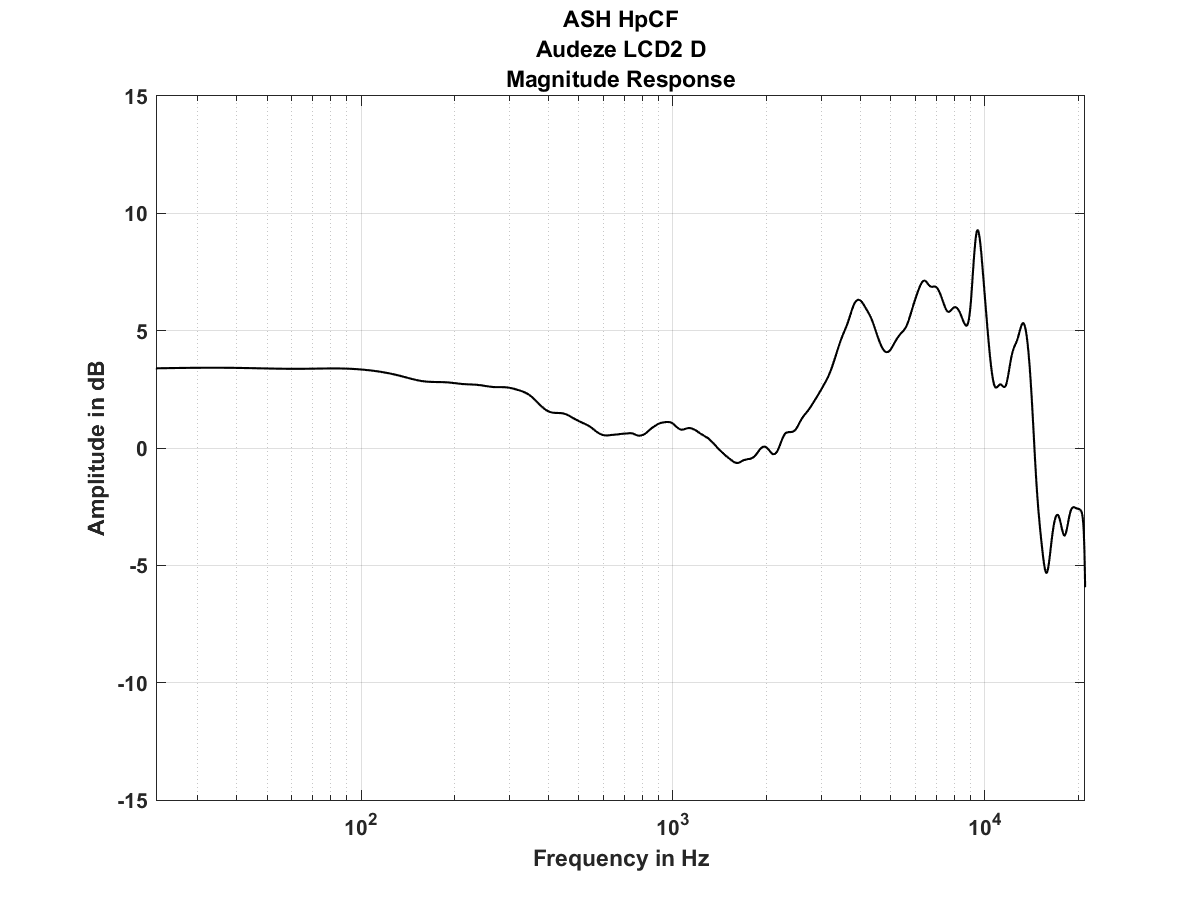 ASH HpCF
Audeze LCD2 D
Magnitude Response
15
10
5
0
-5
-10
-15
Amplitude in dB
10² 10³ 10⁴
Frequency in Hz